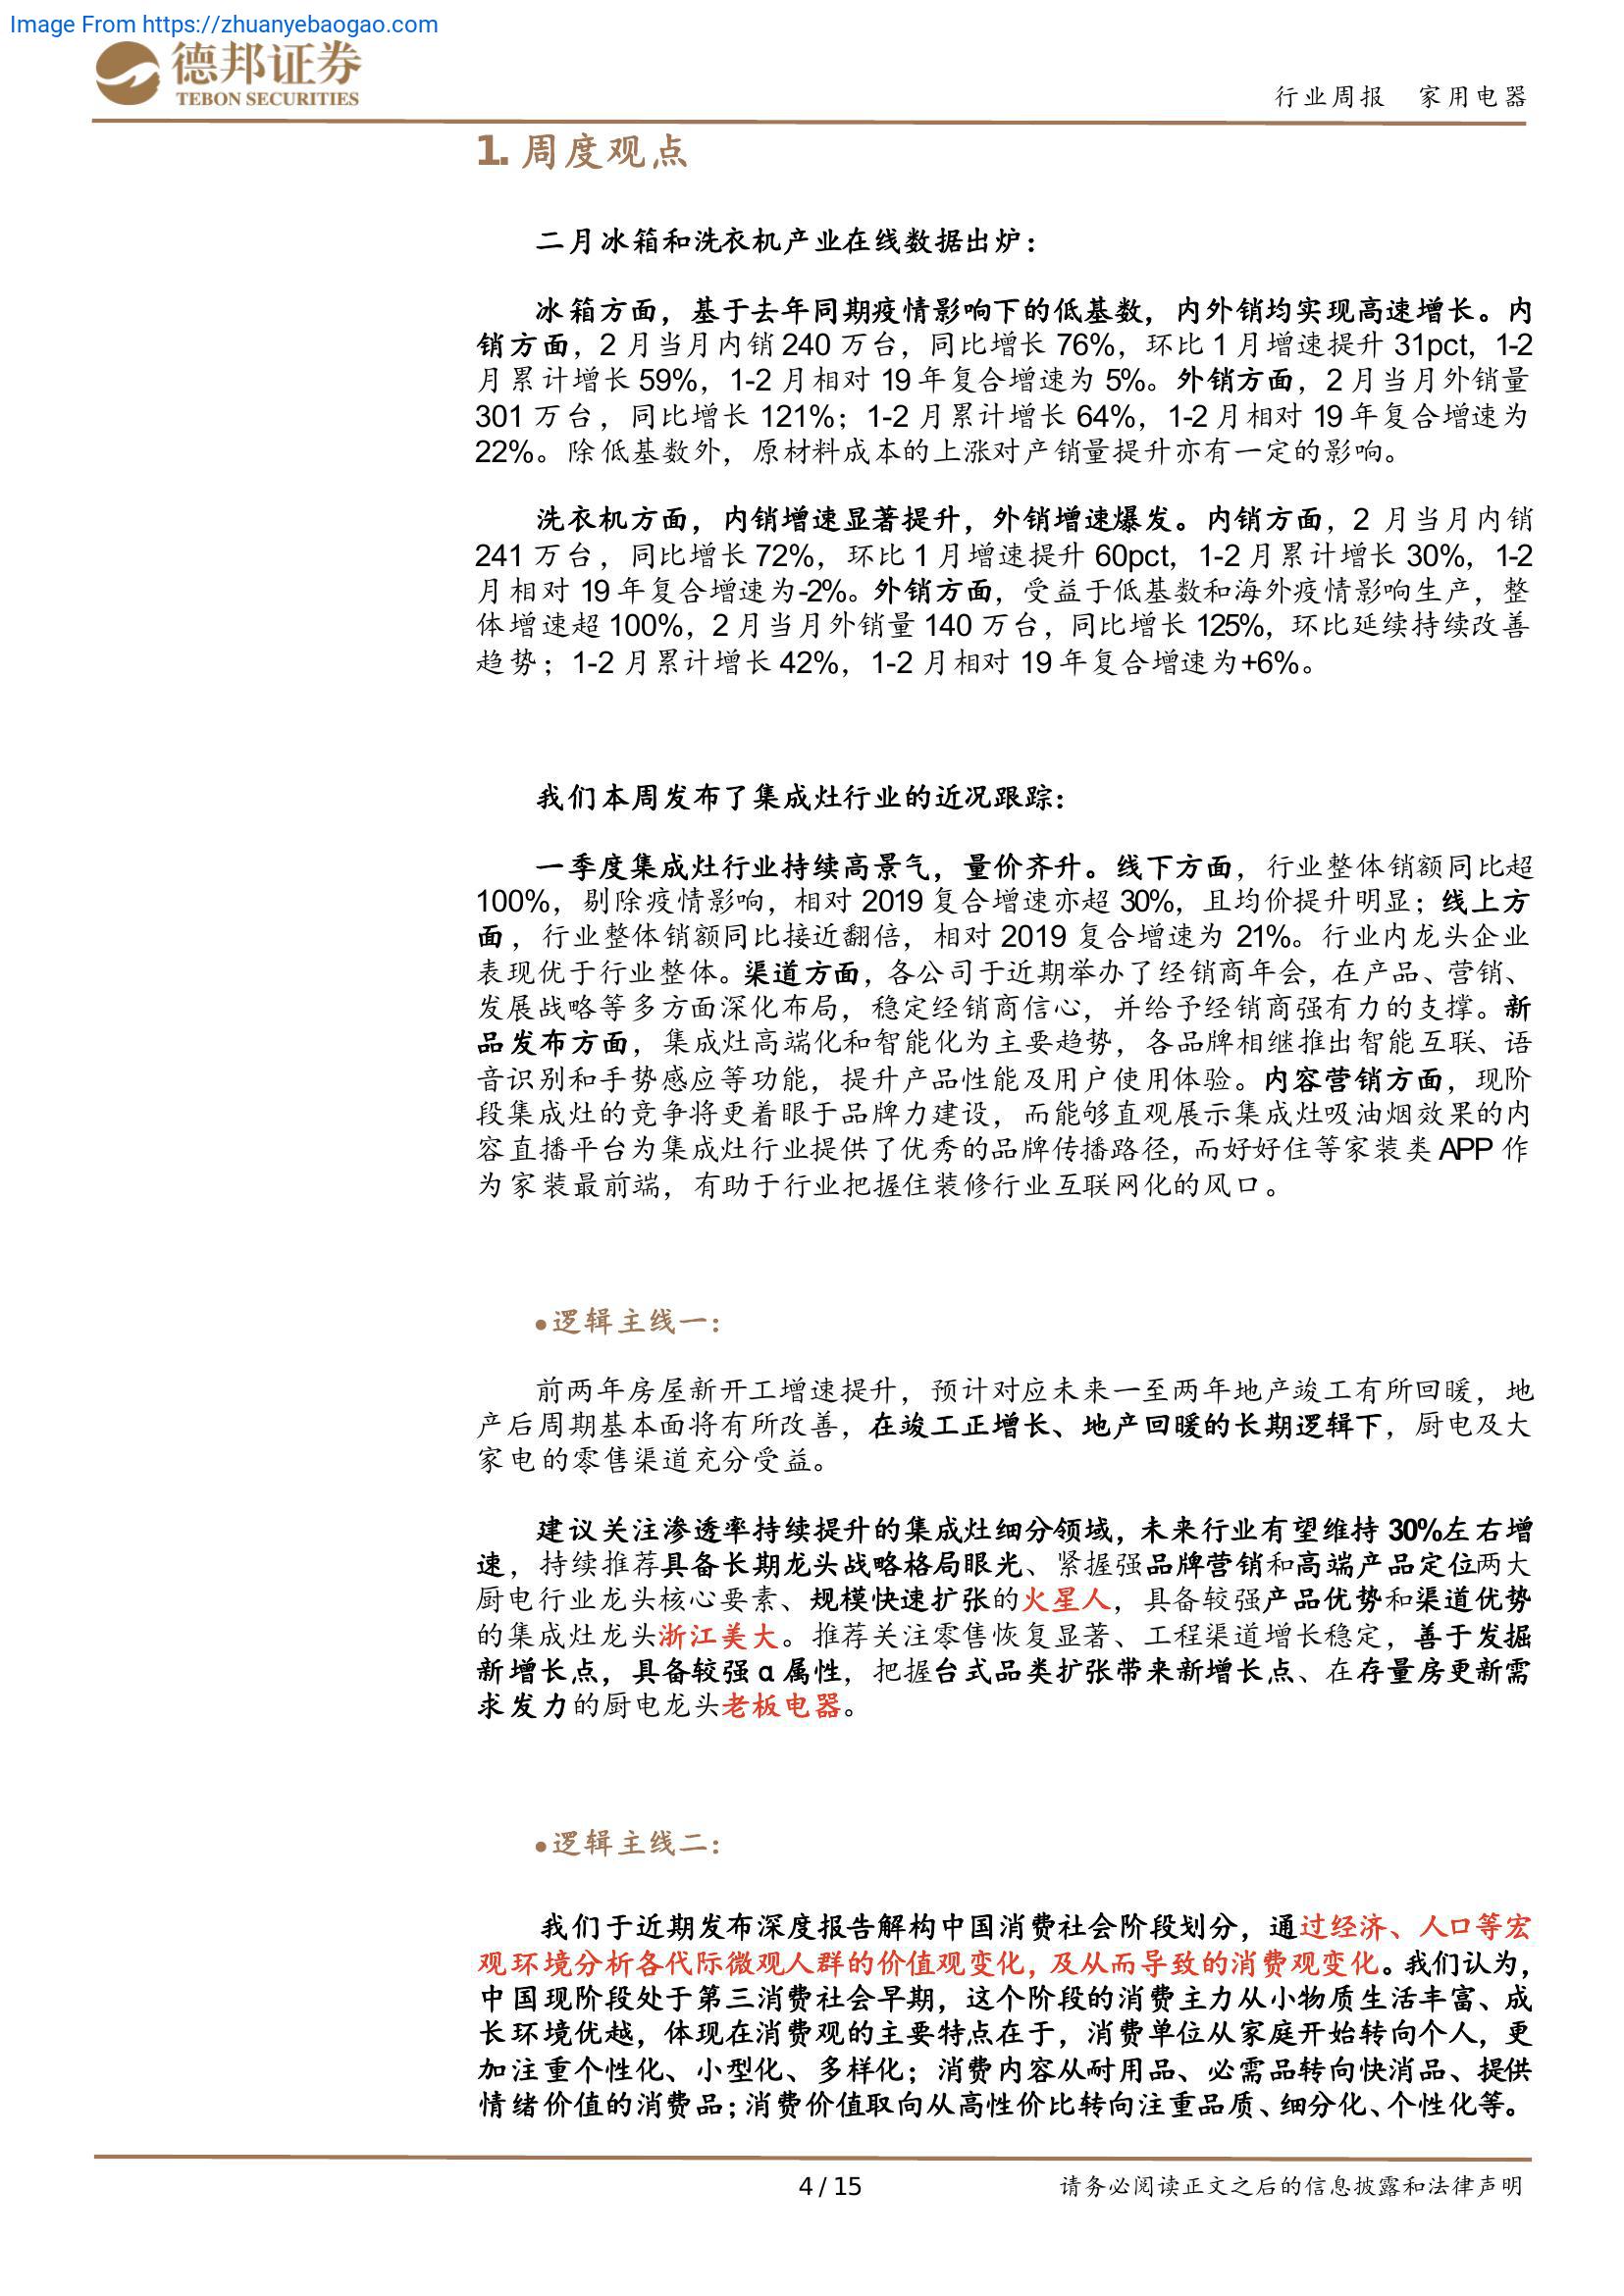 Image From https://zhuanyebaogao.com
德邦证券
TEBON SECURITIES
行业周报 家用电器
1. 周度观点
二月冰箱和洗衣机产业在线数据出炉：
冰箱方面，基于去年同期疫情影响下的低基数，内外销均实现高速增长。内
销方面，2 月当月内销 240 万台，同比增长 76%，环比 1 月增速提升 31pct，1-2
月累计增长 59%，1-2 月相对 19 年复合增速为 5%。外销方面，2 月当月外销量
301 万台，同比增长 121%；1-2 月累计增长 64%，1-2 月相对 19 年复合增速为
22%。除低基数外，原材料成本的上涨对产销量提升亦有一定的影响。
洗衣机方面，内销增速显著提升，外销增速爆发。内销方面，2 月当月内销
241 万台，同比增长 72%，环比 1 月增速提升 60pct，1-2 月累计增长 30%，1-2
月相对 19 年复合增速为-2%。外销方面，受益于低基数和海外疫情影响生产，整
体增速超 100%，2 月当月外销量 140 万台，同比增长 125%，环比延续持续改善
趋势；1-2 月累计增长 42%，1-2 月相对 19 年复合增速为+6%。
我们本周发布了集成灶行业的近况跟踪：
一季度集成灶行业持续高景气，量价齐升。线下方面，行业整体销额同比超
100%，剔除疫情影响，相对 2019 复合增速亦超 30%，且均价提升明显；线上方
面，行业整体销额同比接近翻倍，相对 2019 复合增速为 21%。行业内龙头企业
表现优于行业整体。渠道方面，各公司于近期举办了经销商年会，在产品、营销、
发展战略等多方面深化布局，稳定经销商信心，并给予经销商强有力的支撑。新
品发布方面，集成灶高端化和智能化为主要趋势，各品牌相继推出智能互联、语
音识别和手势感应等功能，提升产品性能及用户使用体验。内容营销方面，现阶
段集成灶的竞争将更着眼于品牌力建设，而能够直观展示集成灶吸油烟效果的内
容直播平台为集成灶行业提供了优秀的品牌传播路径，而好好住等家装类 APP 作
为家装最前端，有助于行业把握住装修行业互联网化的风口。
●逻辑主线一：
前两年房屋新开工增速提升，预计对应未来一至两年地产竣工有所回暖，地
产后周期基本面将有所改善，在竣工正增长、地产回暖的长期逻辑下，厨电及大
家电的零售渠道充分受益。
建议关注渗透率持续提升的集成灶细分领域，未来行业有望维持 30%左右增
速，持续推荐具备长期龙头战略格局眼光、紧握强品牌营销和高端产品定位两大
厨电行业龙头核心要素、规模快速扩张的火星人，具备较强产品优势和渠道优势
的集成灶龙头浙江美大。推荐关注零售恢复显著、工程渠道增长稳定，善于发掘
新增长点，具备较强 α 属性，把握台式品类扩张带来新增长点、在存量房更新需
求发力的厨电龙头老板电器。
●逻辑主线二：
我们于近期发布深度报告解构中国消费社会阶段划分，通过经济、人口等宏
观环境分析各代际微观人群的价值观变化，及从而导致的消费观变化。我们认为，
中国现阶段处于第三消费社会早期，这个阶段的消费主力从小物质生活丰富、成
长环境优越，体现在消费观的主要特点在于，消费单位从家庭开始转向个人，更
加注重个性化、小型化、多样化；消费内容从耐用品、必需品转向快消品、提供
情绪价值的消费品；消费价值取向从高性价比转向注重品质、细分化、个性化等。
4 / 15
请务必阅读正文之后的信息披露和法律声明